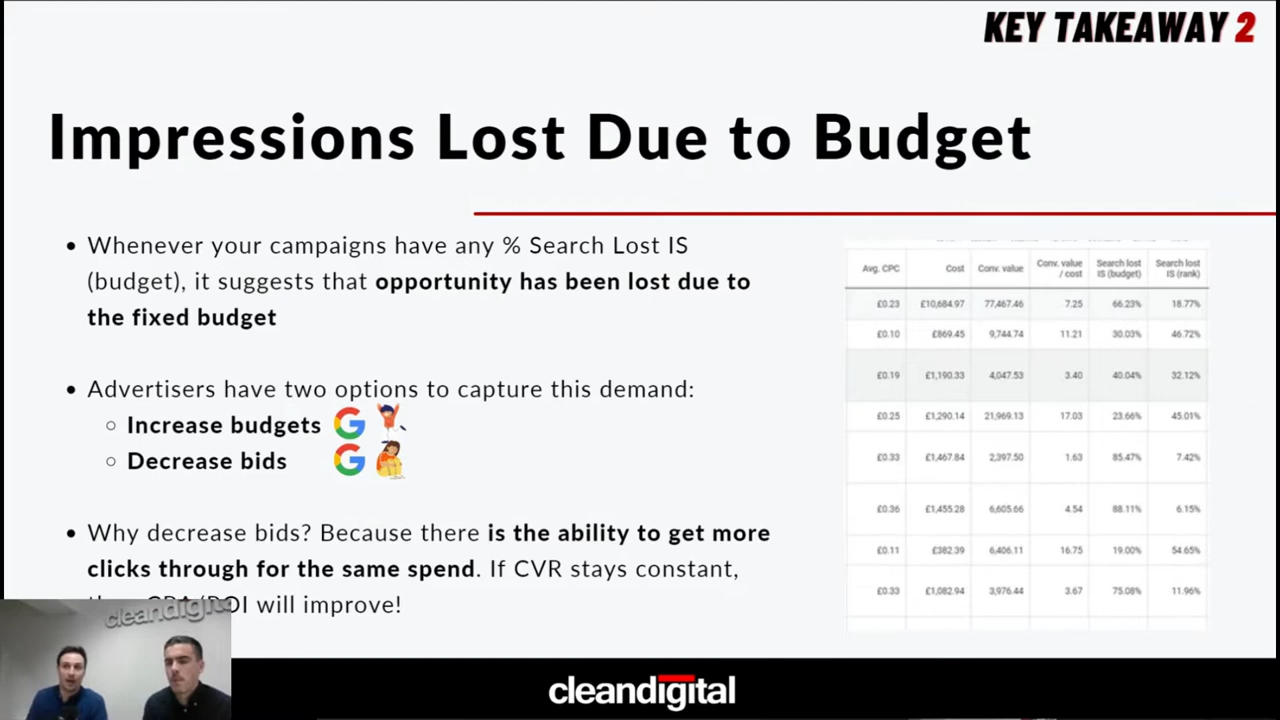 KEY TAKEAWAY 2
Impressions Lost Due to Budget
• Whenever your campaigns have any % Search Lost IS
(budget), it suggests that opportunity has been lost due to
the fixed budget
• Advertisers have two options to capture this demand:
○ Increase budgets
○ Decrease bids
• Why decrease bids? Because there is the ability to get more
clicks through for the same spend. If CVR stays constant,
will improve!
Avg. CPC Cost Conv. value Conv. value / cost Search lost IS (budget) Search lost IS (rank)
£0.23 £10,684.97 77,467.46 7.25 66.23% 18.77%
£0.10 £869.45 9,744.74 11.21 30.03% 46.72%
£0.19 £1,190.33 4,047.53 3.40 40.04% 32.12%
£0.25 £1,290.14 21,969.13 17.03 23.66% 45.01%
£0.33 £1,467.84 2,397.50 1.63 85.47% 7.42%
£0.36 £1,455.28 6,605.66 4.54 88.11% 6.15%
£0.11 £382.39 6,406.11 16.75 19.00% 54.65%
£0.33 £1,082.94 3,976.44 3.67 75.08% 11.96%
cleandigital
cleandigital